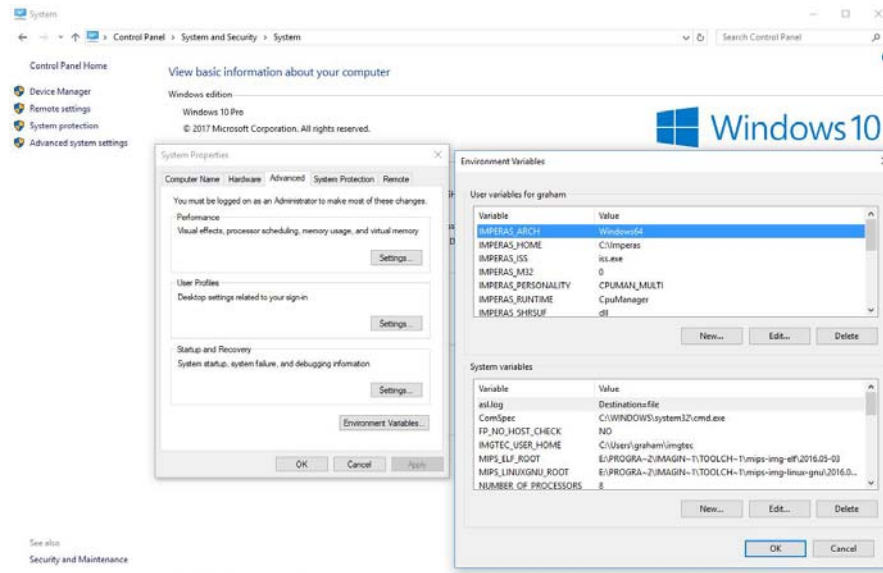 System
Control Panel > System and Security > System
Search Control Panel
Control Panel Home
Device Manager
Remote settings
System protection
Advanced system settings
View basic information about your computer
Windows edition
Windows 10 Pro
© 2017 Microsoft Corporation. All rights reserved.
Windows 10
System Properties
Computer Name Hardware Advanced System Protection Remote
You must be logged on as an Administrator to make most of these changes.
Performance
Visual effects, processor scheduling, memory usage, and virtual memory
Settings...
User Profiles
Desktop settings related to your sign-in
Settings...
Startup and Recovery
System startup, system failure, and debugging information
Settings...
Environment Variables...
OK Cancel Apply
Environment Variables
User variables for graham
Variable Value
IMPERAS_ARCH Windows64
IMPERAS_HOME C:\Imperas
IMPERAS_ISS iss.exe
IMPERAS_M32 0
IMPERAS_PERSONALITY CPUMAN_MULTI
IMPERAS_RUNTIME CpuManager
IMPERAS_SHRSUF dll
New... Edit... Delete
System variables
Variable Value
asl.log Destination=file
ComSpec C:\WINDOWS\system32\cmd.exe
FP_NO_HOST_CHECK NO
IMGTEC_USER_HOME C:\Users\graham\imgtec
MIPS_ELF_ROOT E:\PROGRA~2\IMAGIN~1\TOOLCH~1\mips-img-elf\2016.05-03
MIPS_LINUXGNU_ROOT E:\PROGRA~2\IMAGIN~1\TOOLCH~1\mips-img-linux-gnu\2016.0...
NUMBER_OF_PROCESSORS 8
New... Edit... Delete
OK Cancel
See also
Security and Maintenance